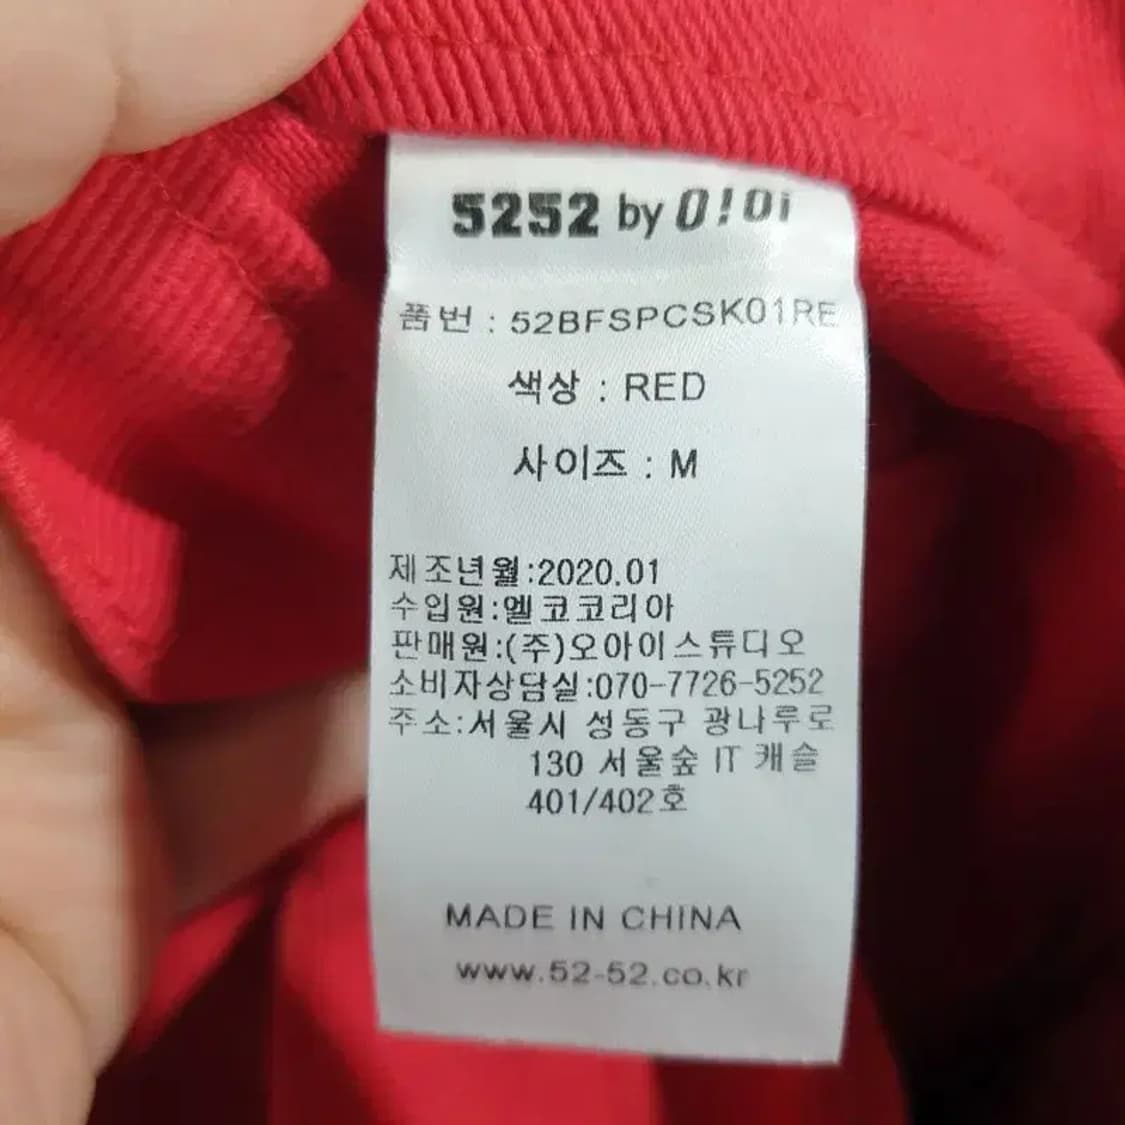 5252 by O!Oi
품번 : 52BFSPCSK01RE
색상 : RED
사이즈 : M
제조년월:2020.01
수입원:엘코코리아
판매원:(주)오아이스튜디오
소비자상담실:070-7726-5252
주소:서울시 성동구 광나루로
130 서울숲 IT 캐슬
401/402호
MADE IN CHINA
www.52-52.co.kr